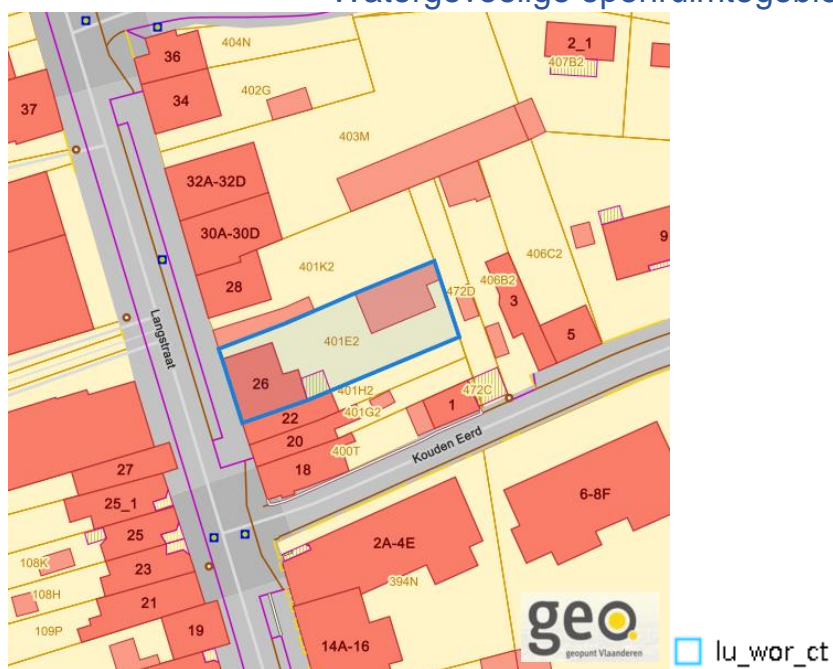 Watergevoelige openruimtegebie
404N
36
2_1
407B2
34
402G
37
403M
32A-32D
30A-30D
406C2
9
401K2
28
472D
406B2
3
5
Langstraat
401E2
26
401H2
472C
401G2
1
22
20
400T
18
Kouden Eerd
27
25_1
25
6-8F
2A-4E
108K
23
394N
108H
21
109P
19
14A-16
geo
geopunt Vlaanderen
lu_wor_ct